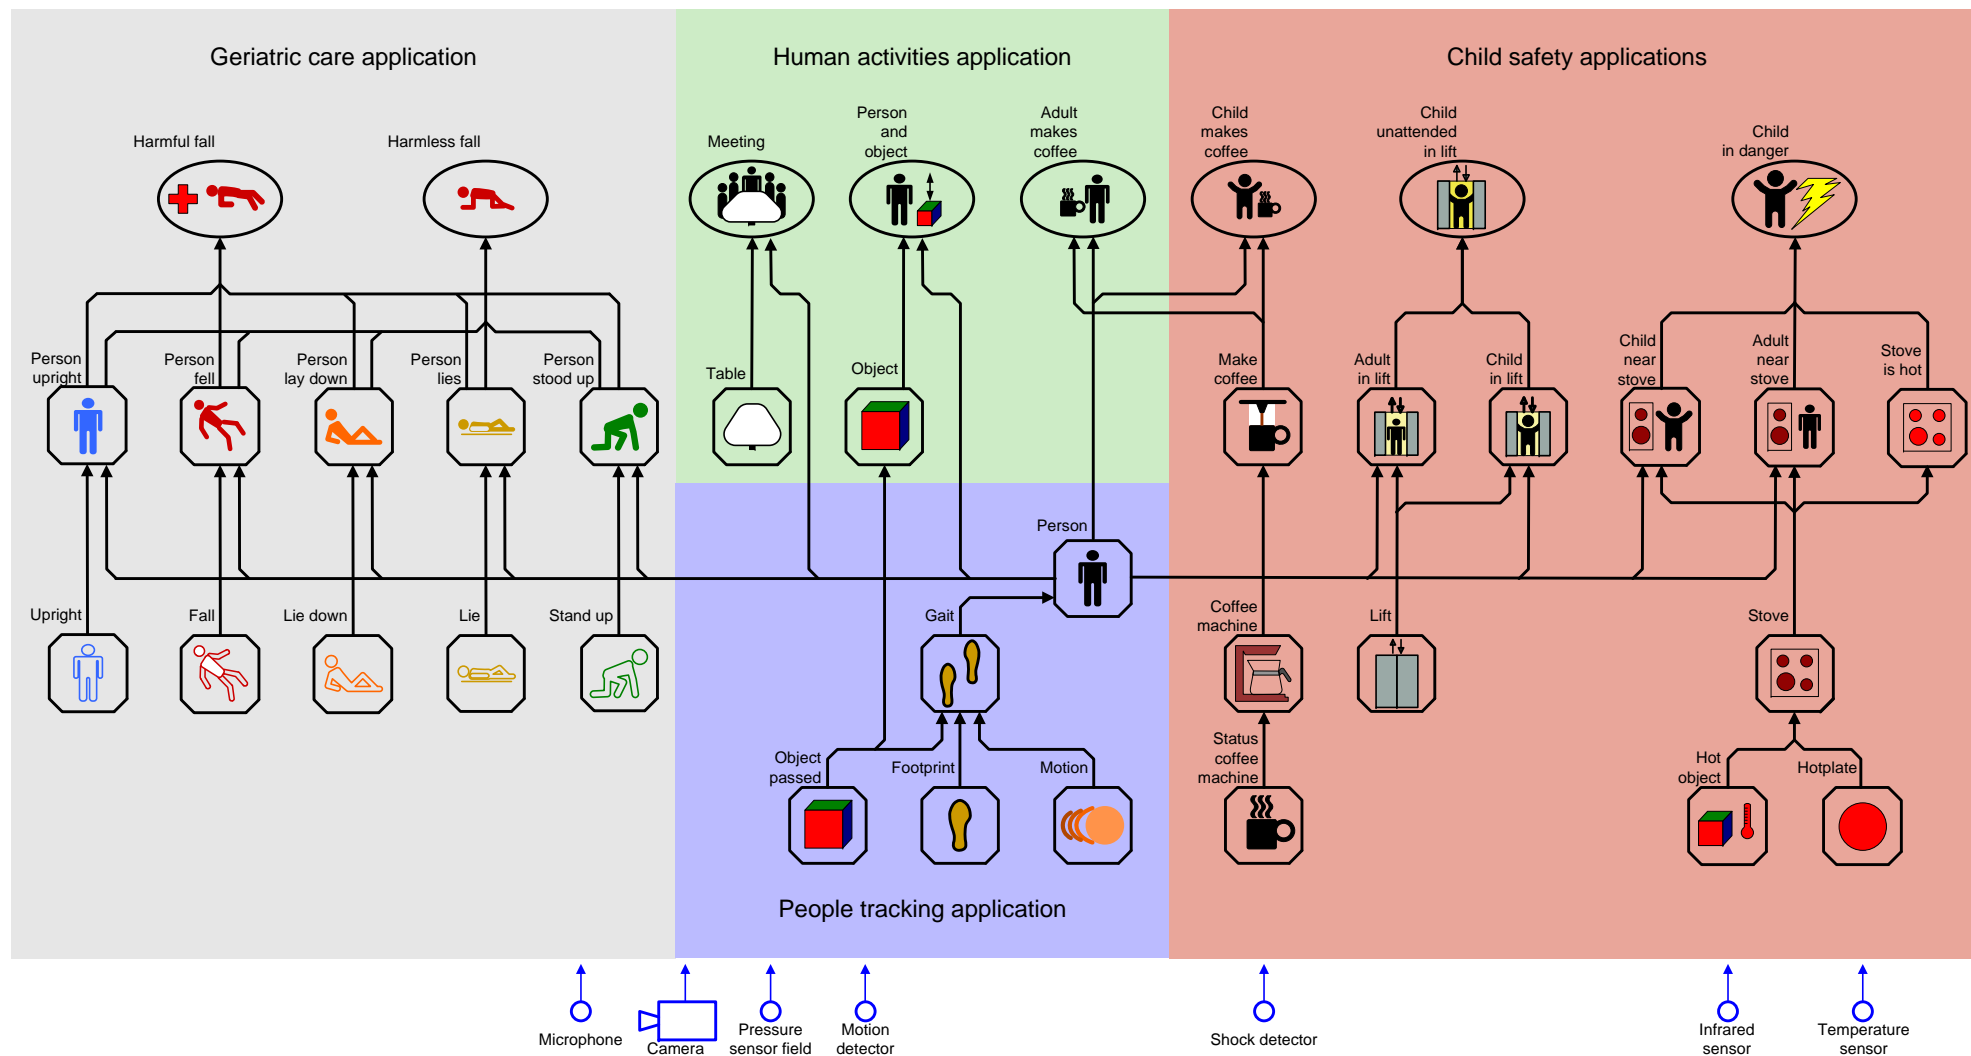 Geriatric care application
Human activities application
Child safety applications
Harmful fall
Harmless fall
Meeting
Person
and
object
Adult
makes
coffee
Child
makes
coffee
Child
unattended
in lift
Child
in danger
Person
upright
Person
fell
Person
lay down
Person
lies
Person
stood up
Table
Object
Make
coffee
Adult
in lift
Child
in lift
Child
near
stove
Adult
near
stove
Stove
is hot
Person
Upright
Fall
Lie down
Lie
Stand up
Gait
Coffee
machine
Lift
Stove
Object
passed
Footprint
Motion
Status
coffee
machine
Hot
object
Hotplate
People tracking application
Microphone
Camera
Pressure
sensor field
Motion
detector
Shock detector
Infrared
sensor
Temperature
sensor